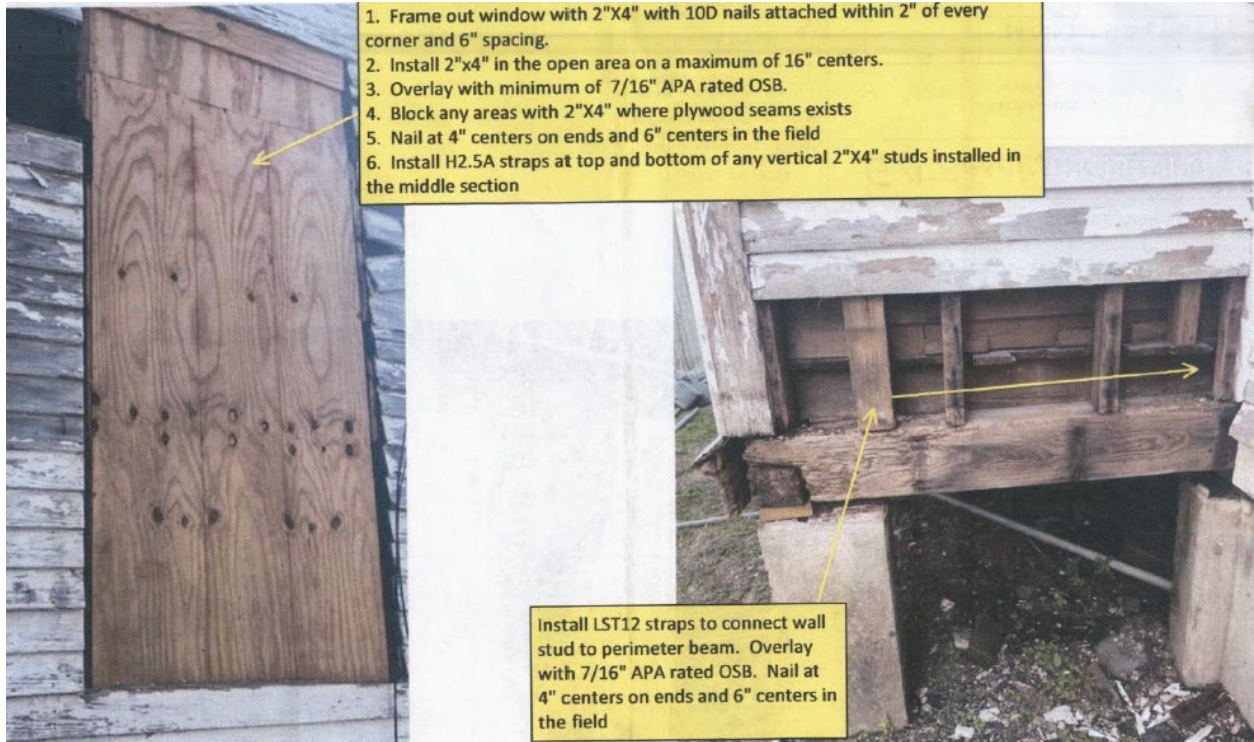 1. Frame out window with 2"X4" with 10D nails attached within 2" of every
corner and 6" spacing.
2. Install 2"x4" in the open area on a maximum of 16" centers.
3. Overlay with minimum of 7/16" APA rated OSB.
4. Block any areas with 2"X4" where plywood seams exists
5. Nail at 4" centers on ends and 6" centers in the field
6. Install H2.5A straps at top and bottom of any vertical 2"X4" studs installed in
the middle section
Install LST12 straps to connect wall
stud to perimeter beam. Overlay
with 7/16" APA rated OSB. Nail at
4" centers on ends and 6" centers in
the field